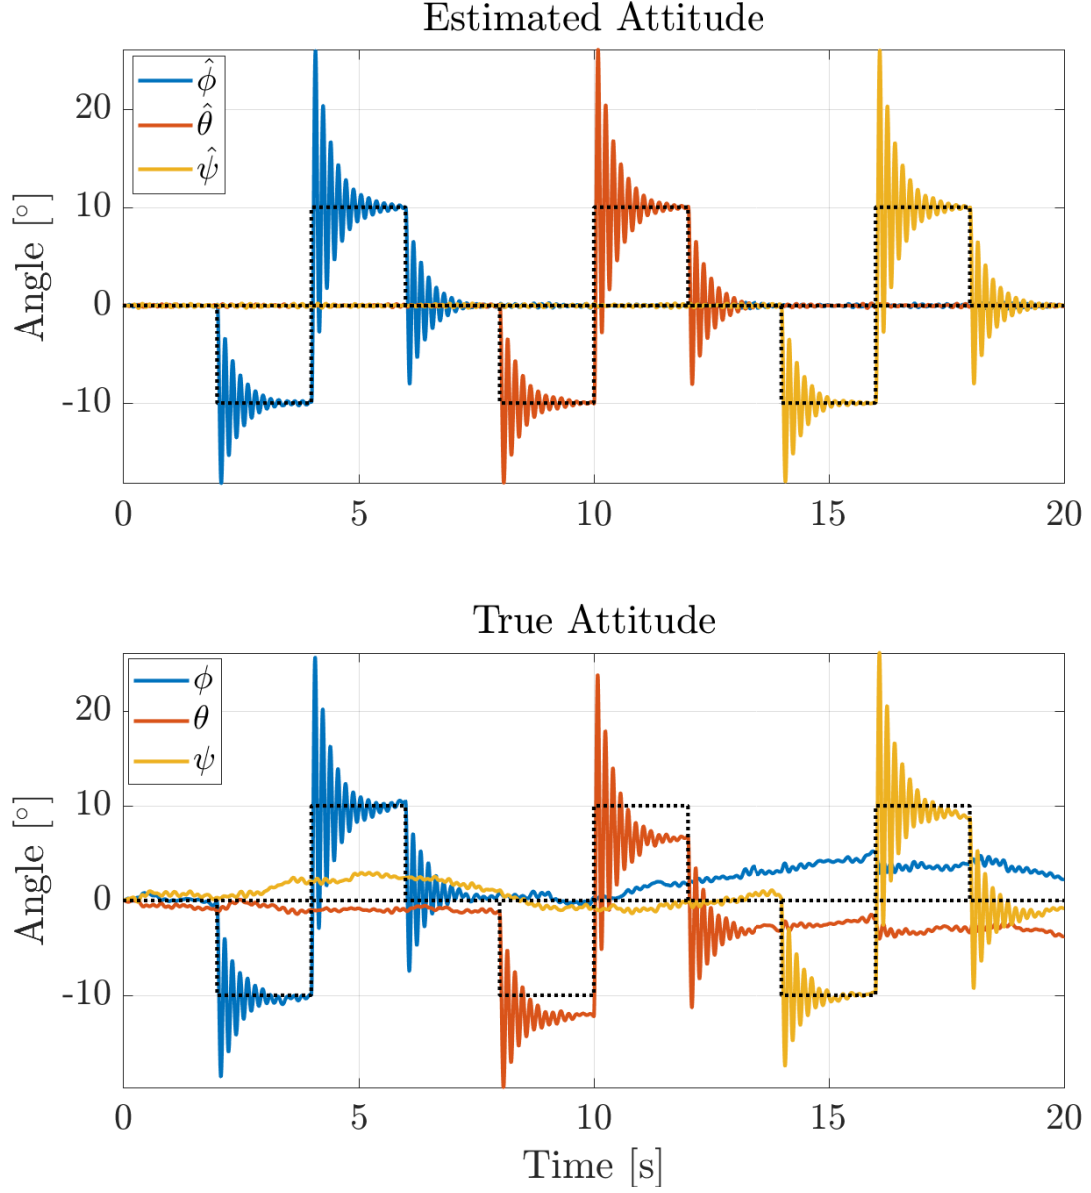 Estimated Attitude
Angle [°]
20
10
0
-10
ϕ̂
θ̂
ψ̂
0 5 10 15 20
True Attitude
Angle [°]
20
10
0
-10
ϕ
θ
ψ
0 5 10 15 20
Time [s]